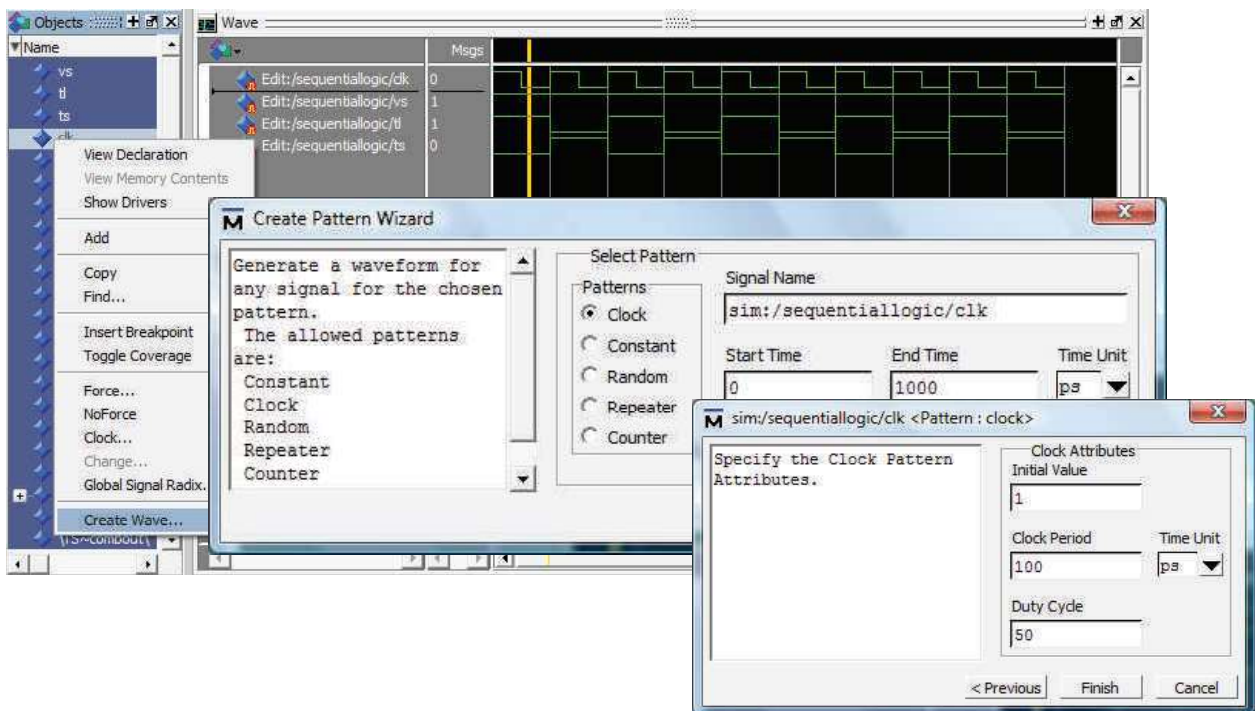 Objects
Name
vs
tl
ts
clk
View Declaration
View Memory Contents
Show Drivers
Add
Copy
Find...
Insert Breakpoint
Toggle Coverage
Force...
NoForce
Clock...
Change...
Global Signal Radix.
Create Wave...
Wave
Msgs
Edit:/sequentiallogic/clk 0
Edit:/sequentiallogic/vs 1
Edit:/sequentiallogic/tl 1
Edit:/sequentiallogic/ts 0
M Create Pattern Wizard
Generate a waveform for
any signal for the chosen
pattern.
The allowed patterns
are:
Constant
Clock
Random
Repeater
Counter
Select Pattern
Patterns
Clock
Constant
Random
Repeater
Counter
Signal Name
sim:/sequentiallogic/clk
Start Time End Time Time Unit
0 1000 ps
M sim:/sequentiallogic/clk <Pattern : clock>
Specify the Clock Pattern
Attributes.
Clock Attributes
Initial Value
1
Clock Period Time Unit
100 ps
Duty Cycle
50
< Previous Finish Cancel